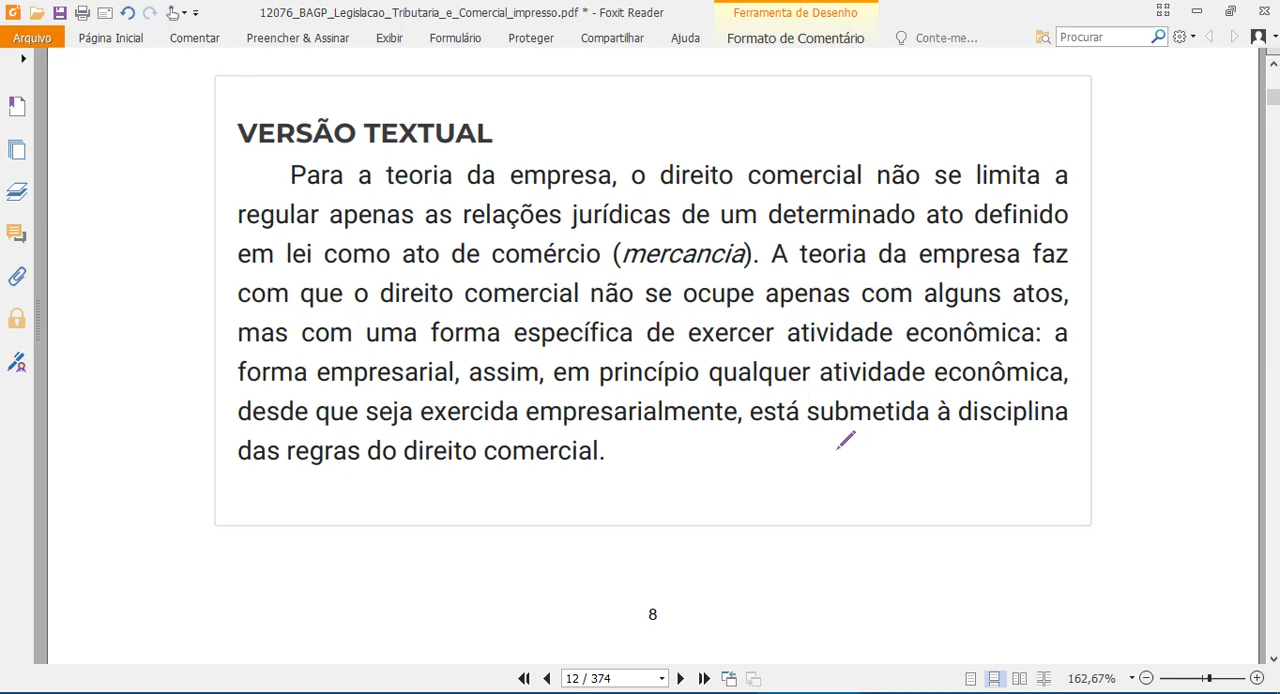 12076_BAGP_Legislacao_Tributaria_e_Comercial_impresso.pdf * - Foxit Reader
Ferramenta de Desenho
Arquivo Página Inicial Comentar Preencher & Assinar Exibir Formulário Proteger Compartilhar Ajuda Formato de Comentário Conte-me... Procurar
VERSÃO TEXTUAL
Para a teoria da empresa, o direito comercial não se limita a
regular apenas as relações jurídicas de um determinado ato definido
em lei como ato de comércio (mercancia). A teoria da empresa faz
com que o direito comercial não se ocupe apenas com alguns atos,
mas com uma forma específica de exercer atividade econômica: a
forma empresarial, assim, em princípio qualquer atividade econômica,
desde que seja exercida empresarialmente, está submetida à disciplina
das regras do direito comercial.
8
12 / 374
162,67%